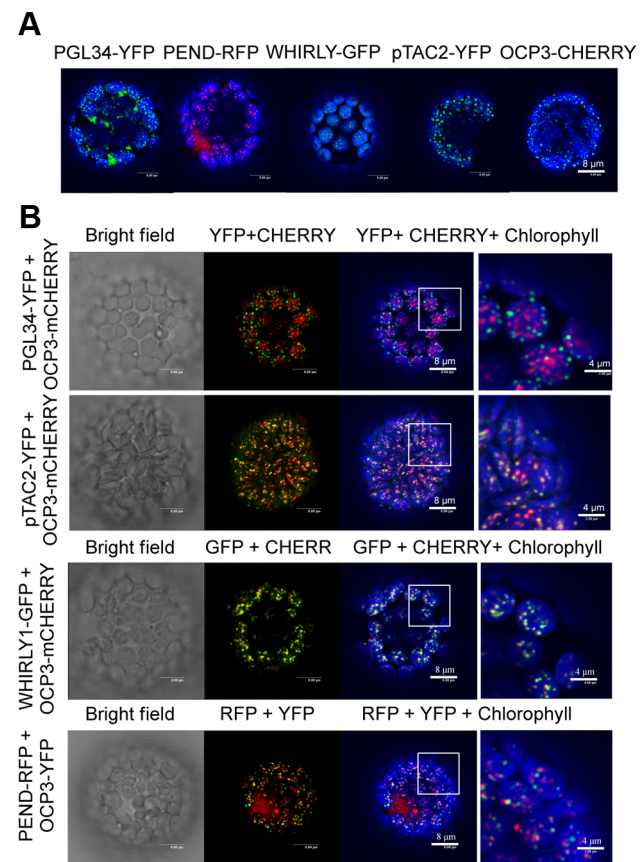 A
PGL34-YFP PEND-RFP WHIRLY-GFP pTAC2-YFP OCP3-CHERRY
8 µm
B
Bright field YFP+CHERRY YFP+ CHERRY+ Chlorophyll
PGL34-YFP +
OCP3-mCHERRY
8 µm
4 µm
pTAC2-YFP +
OCP3-mCHERRY
8 µm
4 µm
Bright field GFP + CHERR GFP + CHERRY+ Chlorophyll
WHIRLY1-GFP +
OCP3-mCHERRY
8 µm
4 µm
Bright field RFP + YFP RFP + YFP + Chlorophyll
PEND-RFP +
OCP3-YFP
8 µm
4 µm